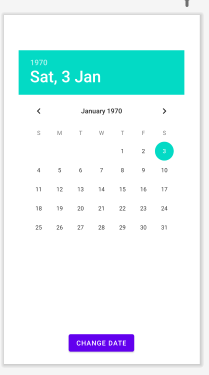 1970
Sat, 3 Jan
January 1970
S M T W T F S
1 2 3
4 5 6 7 8 9 10
11 12 13 14 15 16 17
18 19 20 21 22 23 24
25 26 27 28 29 30 31
CHANGE DATE